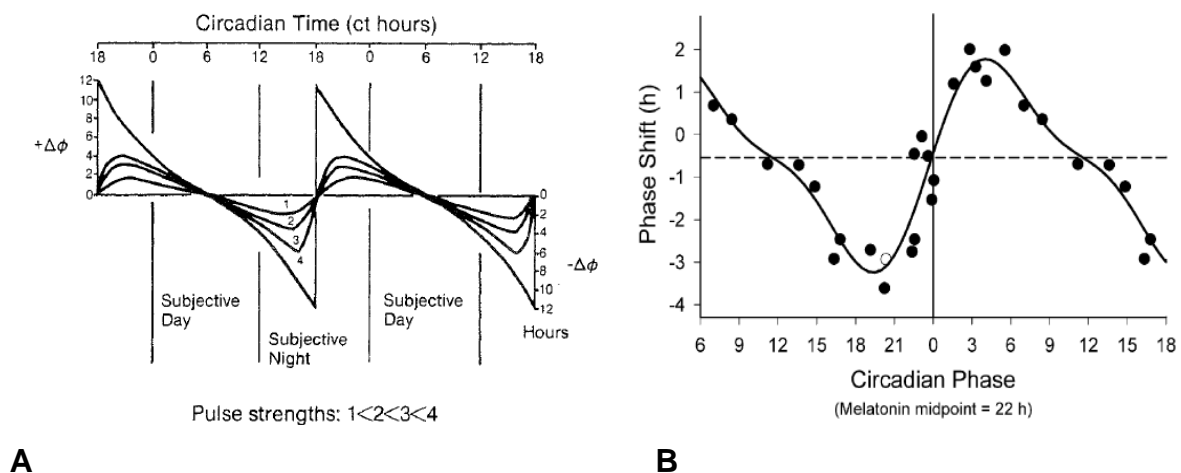 Circadian Time (ct hours)
18 0 6 12 18 0 6 12 18
12
10
8
6
4
2
0
+Δϕ
1
2
3
4
0
2
4
6
8
10
12
-Δϕ
Subjective
Day
Subjective
Night
Subjective
Day
Hours
Pulse strengths: 1<2<3<4
A
2
1
0
-1
-2
-3
-4
Phase Shift (h)
6 9 12 15 18 21 0 3 6 9 12 15 18
Circadian Phase
(Melatonin midpoint = 22 h)
B